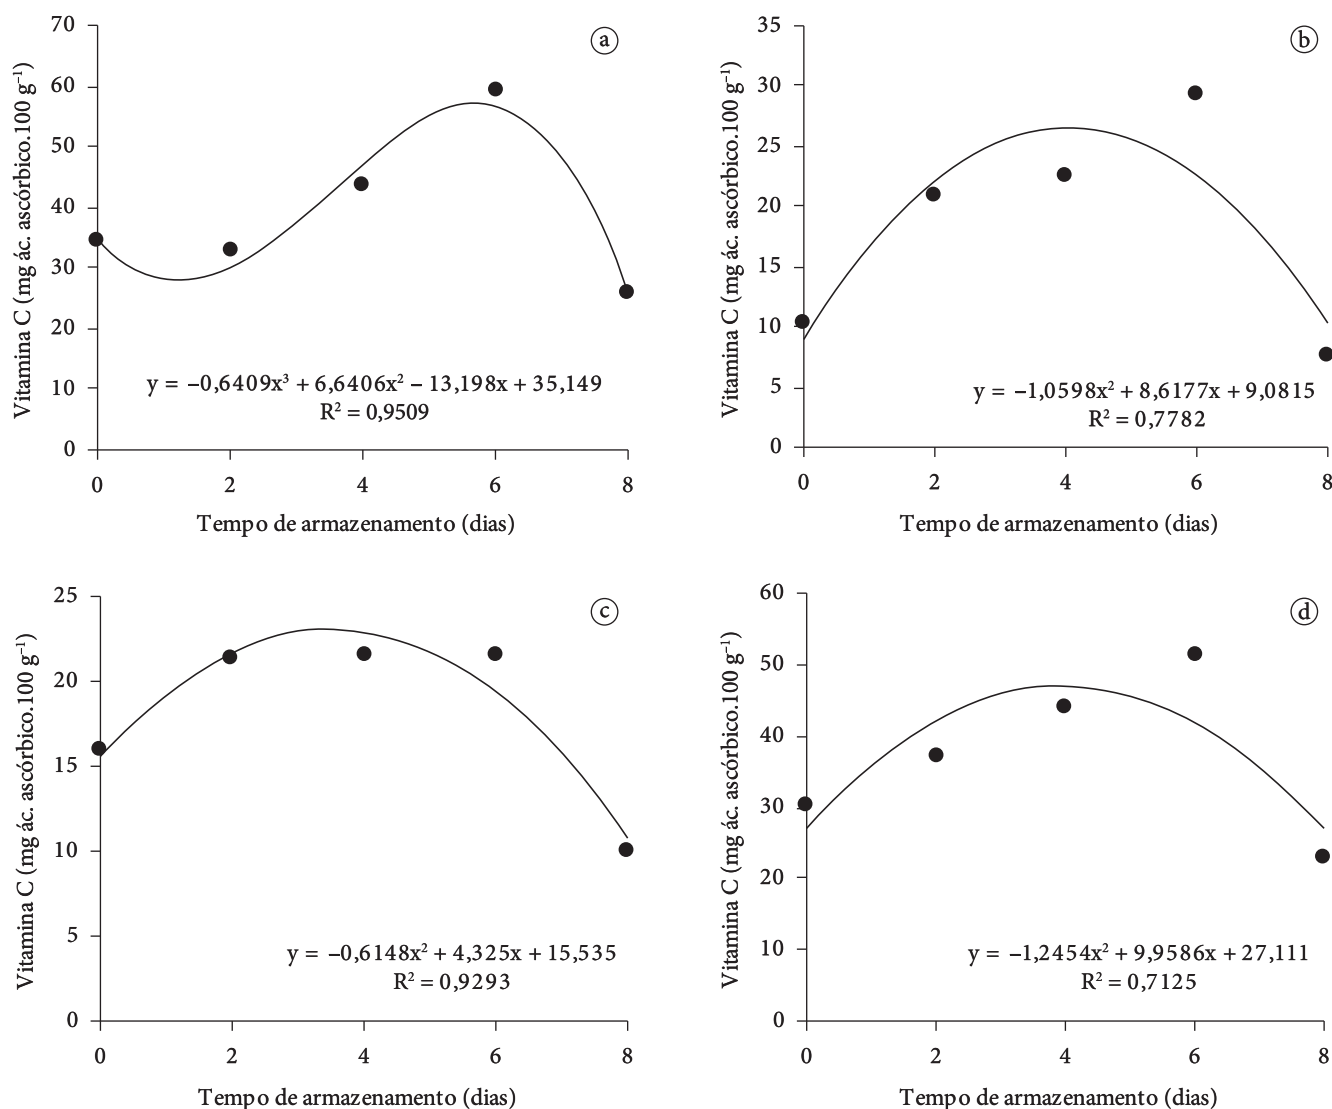 a
Vitamina C (mg ác. ascórbico.100 g⁻¹)
70
60
50
40
30
20
10
0
y = −0,6409x³ + 6,6406x² − 13,198x + 35,149
R² = 0,9509
0 2 4 6 8
Tempo de armazenamento (dias)
b
Vitamina C (mg ác. ascórbico.100 g⁻¹)
35
30
25
20
15
10
5
0
y = −1,0598x² + 8,6177x + 9,0815
R² = 0,7782
0 2 4 6 8
Tempo de armazenamento (dias)
c
Vitamina C (mg ác. ascórbico.100 g⁻¹)
25
20
15
10
5
0
y = −0,6148x² + 4,325x + 15,535
R² = 0,9293
0 2 4 6 8
Tempo de armazenamento (dias)
d
Vitamina C (mg ác. ascórbico.100 g⁻¹)
60
50
40
30
20
10
0
y = −1,2454x² + 9,9586x + 27,111
R² = 0,7125
0 2 4 6 8
Tempo de armazenamento (dias)